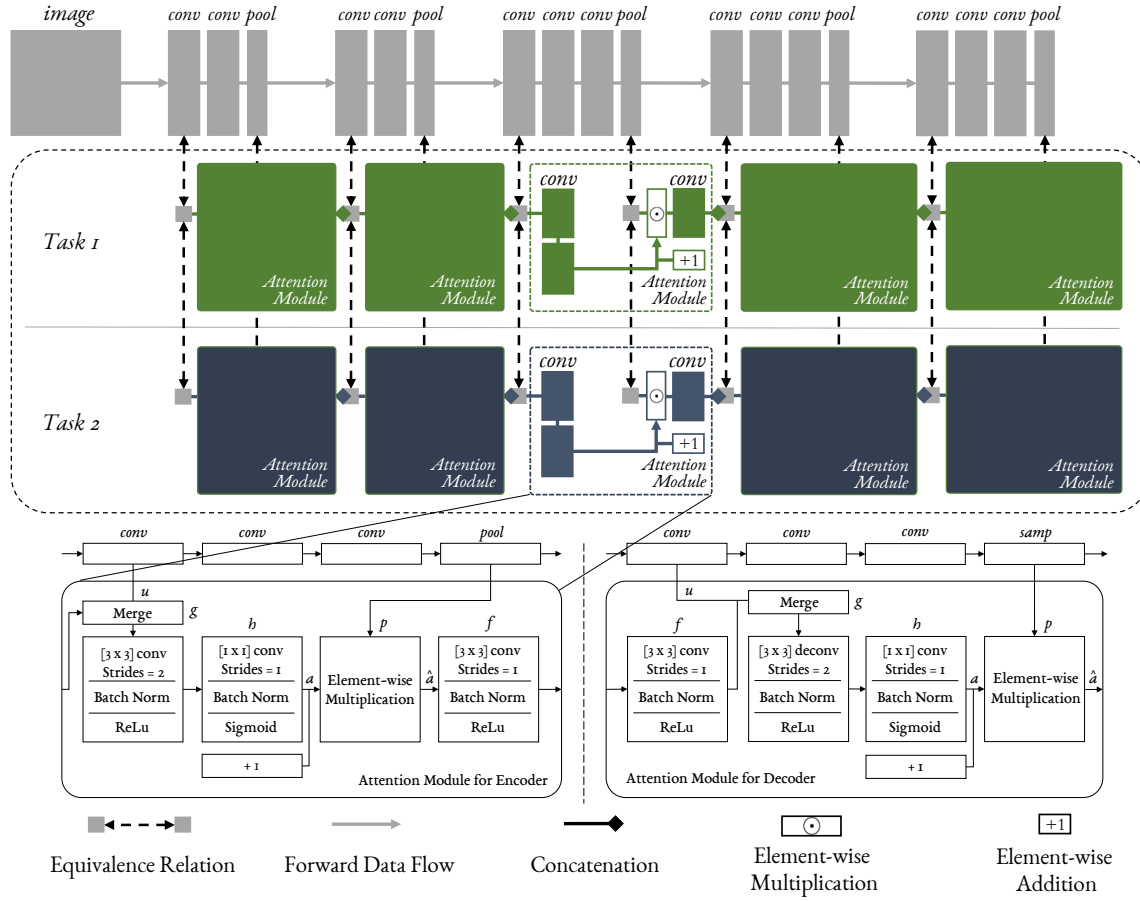 image conv conv pool conv conv pool conv conv conv pool conv conv conv pool conv conv conv pool
conv conv
Task 1
⊙
+1
Attention Module
Attention Module
Attention Module
Attention Module
Attention Module
conv conv
Task 2
⊙
+1
Attention Module
Attention Module
Attention Module
Attention Module
Attention Module
conv conv conv pool
u
Merge g
h p f
[3 x 3] conv
Strides = 2
Batch Norm
ReLu
[1 x 1] conv
Strides = 1
Batch Norm
Sigmoid
a
Element-wise
Multiplication
â
[3 x 3] conv
Strides = 1
Batch Norm
ReLu
+ 1
Attention Module for Encoder
conv conv conv samp
u
Merge g
f h p
[3 x 3] conv
Strides = 1
Batch Norm
ReLu
[3 x 3] deconv
Strides = 2
Batch Norm
ReLu
[1 x 1] conv
Strides = 1
Batch Norm
Sigmoid
a
Element-wise
Multiplication
â
+ 1
Attention Module for Decoder
⊙
+1
Equivalence Relation
Forward Data Flow
Concatenation
Element-wise
Multiplication
Element-wise
Addition